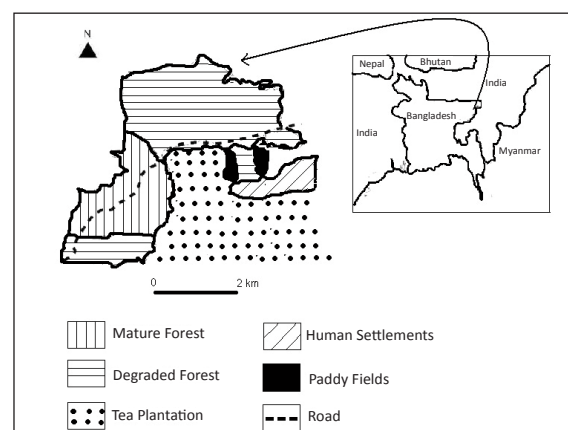 N
Nepal
Bhutan
India
Bangladesh
India
Myanmar
0 2 km
Mature Forest
Human Settlements
Degraded Forest
Paddy Fields
Tea Plantation
Road